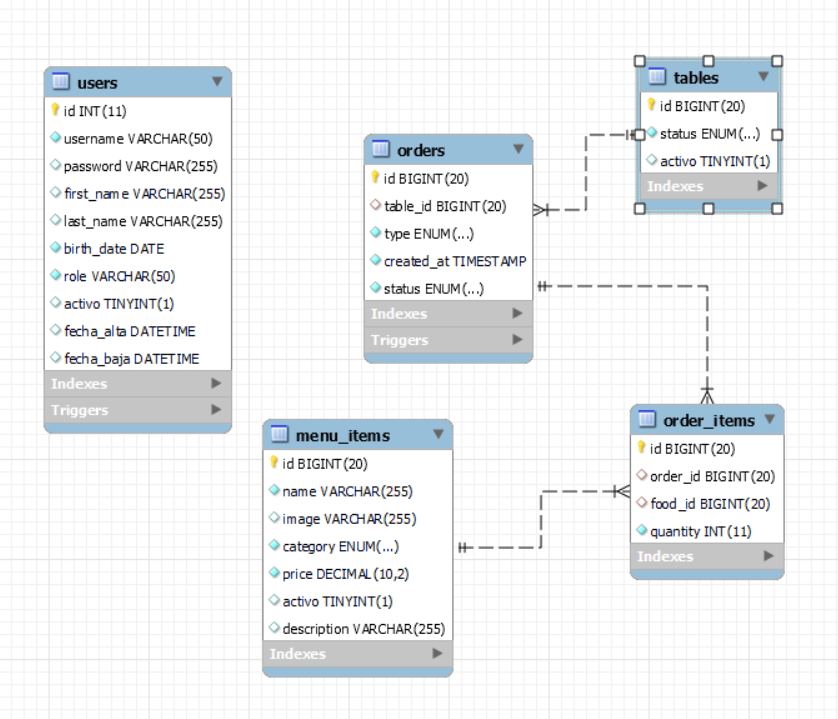 users
id INT(11)
username VARCHAR(50)
password VARCHAR(255)
first_name VARCHAR(255)
last_name VARCHAR(255)
birth_date DATE
role VARCHAR(50)
activo TINYINT(1)
fecha_alta DATETIME
fecha_baja DATETIME
Indexes
Triggers
orders
id BIGINT(20)
table_id BIGINT(20)
type ENUM(...)
created_at TIMESTAMP
status ENUM(...)
Indexes
Triggers
tables
id BIGINT(20)
status ENUM(...)
activo TINYINT(1)
Indexes
menu_items
id BIGINT(20)
name VARCHAR(255)
image VARCHAR(255)
category ENUM(...)
price DECIMAL(10,2)
activo TINYINT(1)
description VARCHAR(255)
Indexes
order_items
id BIGINT(20)
order_id BIGINT(20)
food_id BIGINT(20)
quantity INT(11)
Indexes